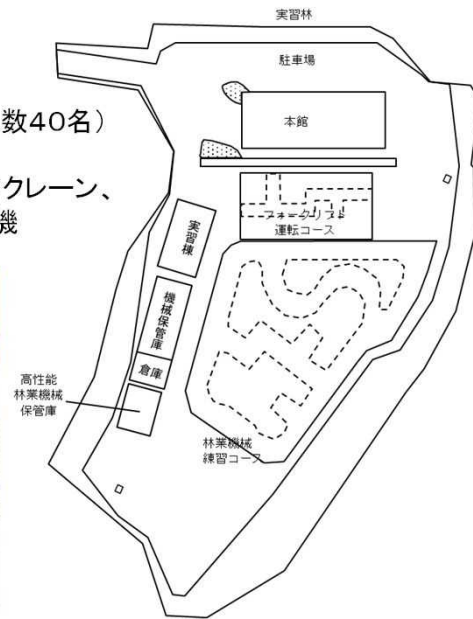 実習林
駐車場
数40名）
本館
クレーン、
機
フォークリフト
運転コース
実習棟
機械保管庫
倉庫
高性能
林業機械
保管庫
林業機械
練習コース